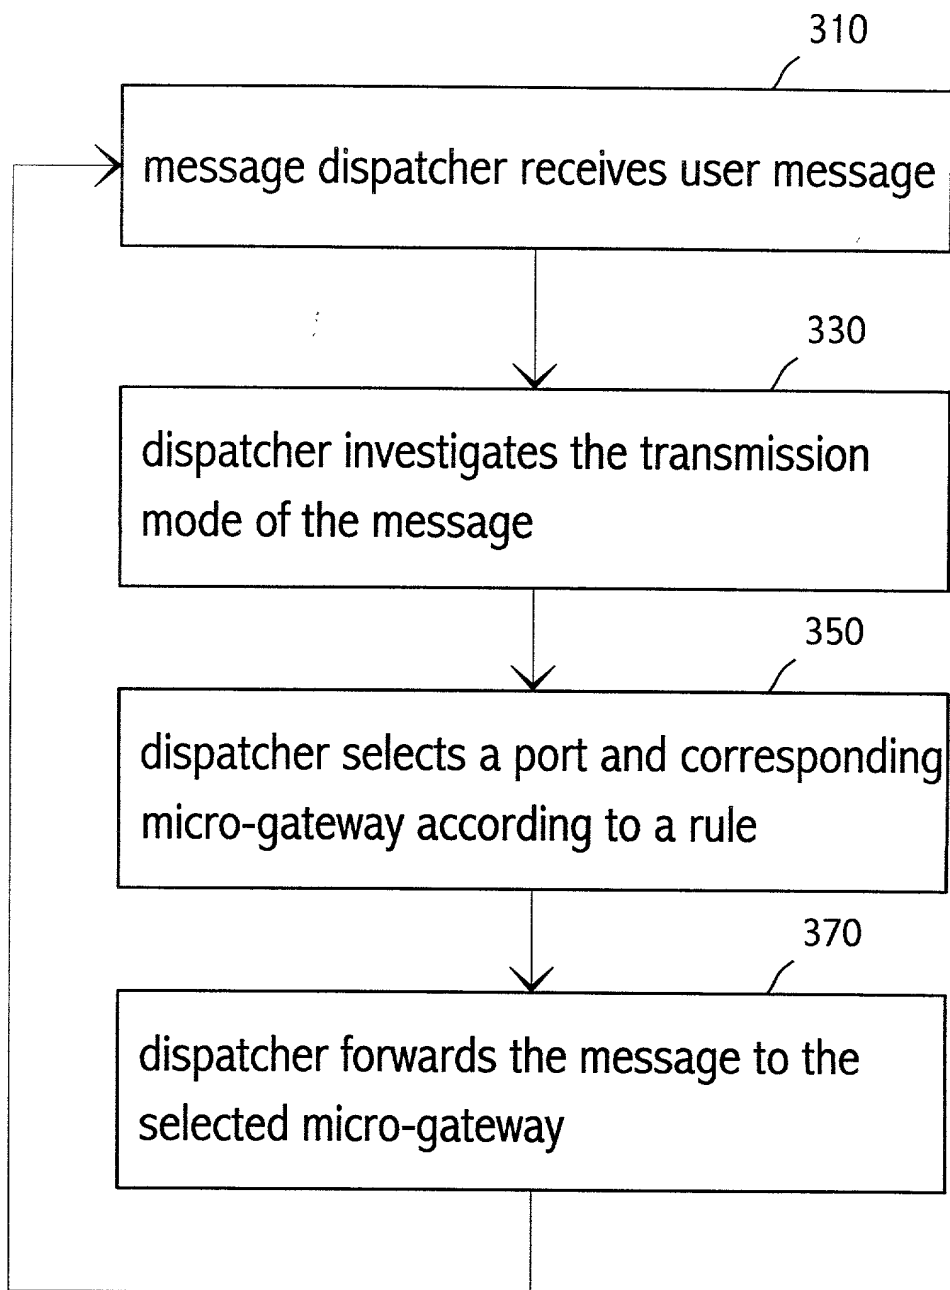 310
message dispatcher receives user message
330
dispatcher investigates the transmission
mode of the message
350
dispatcher selects a port and corresponding
micro-gateway according to a rule
370
dispatcher forwards the message to the
selected micro-gateway